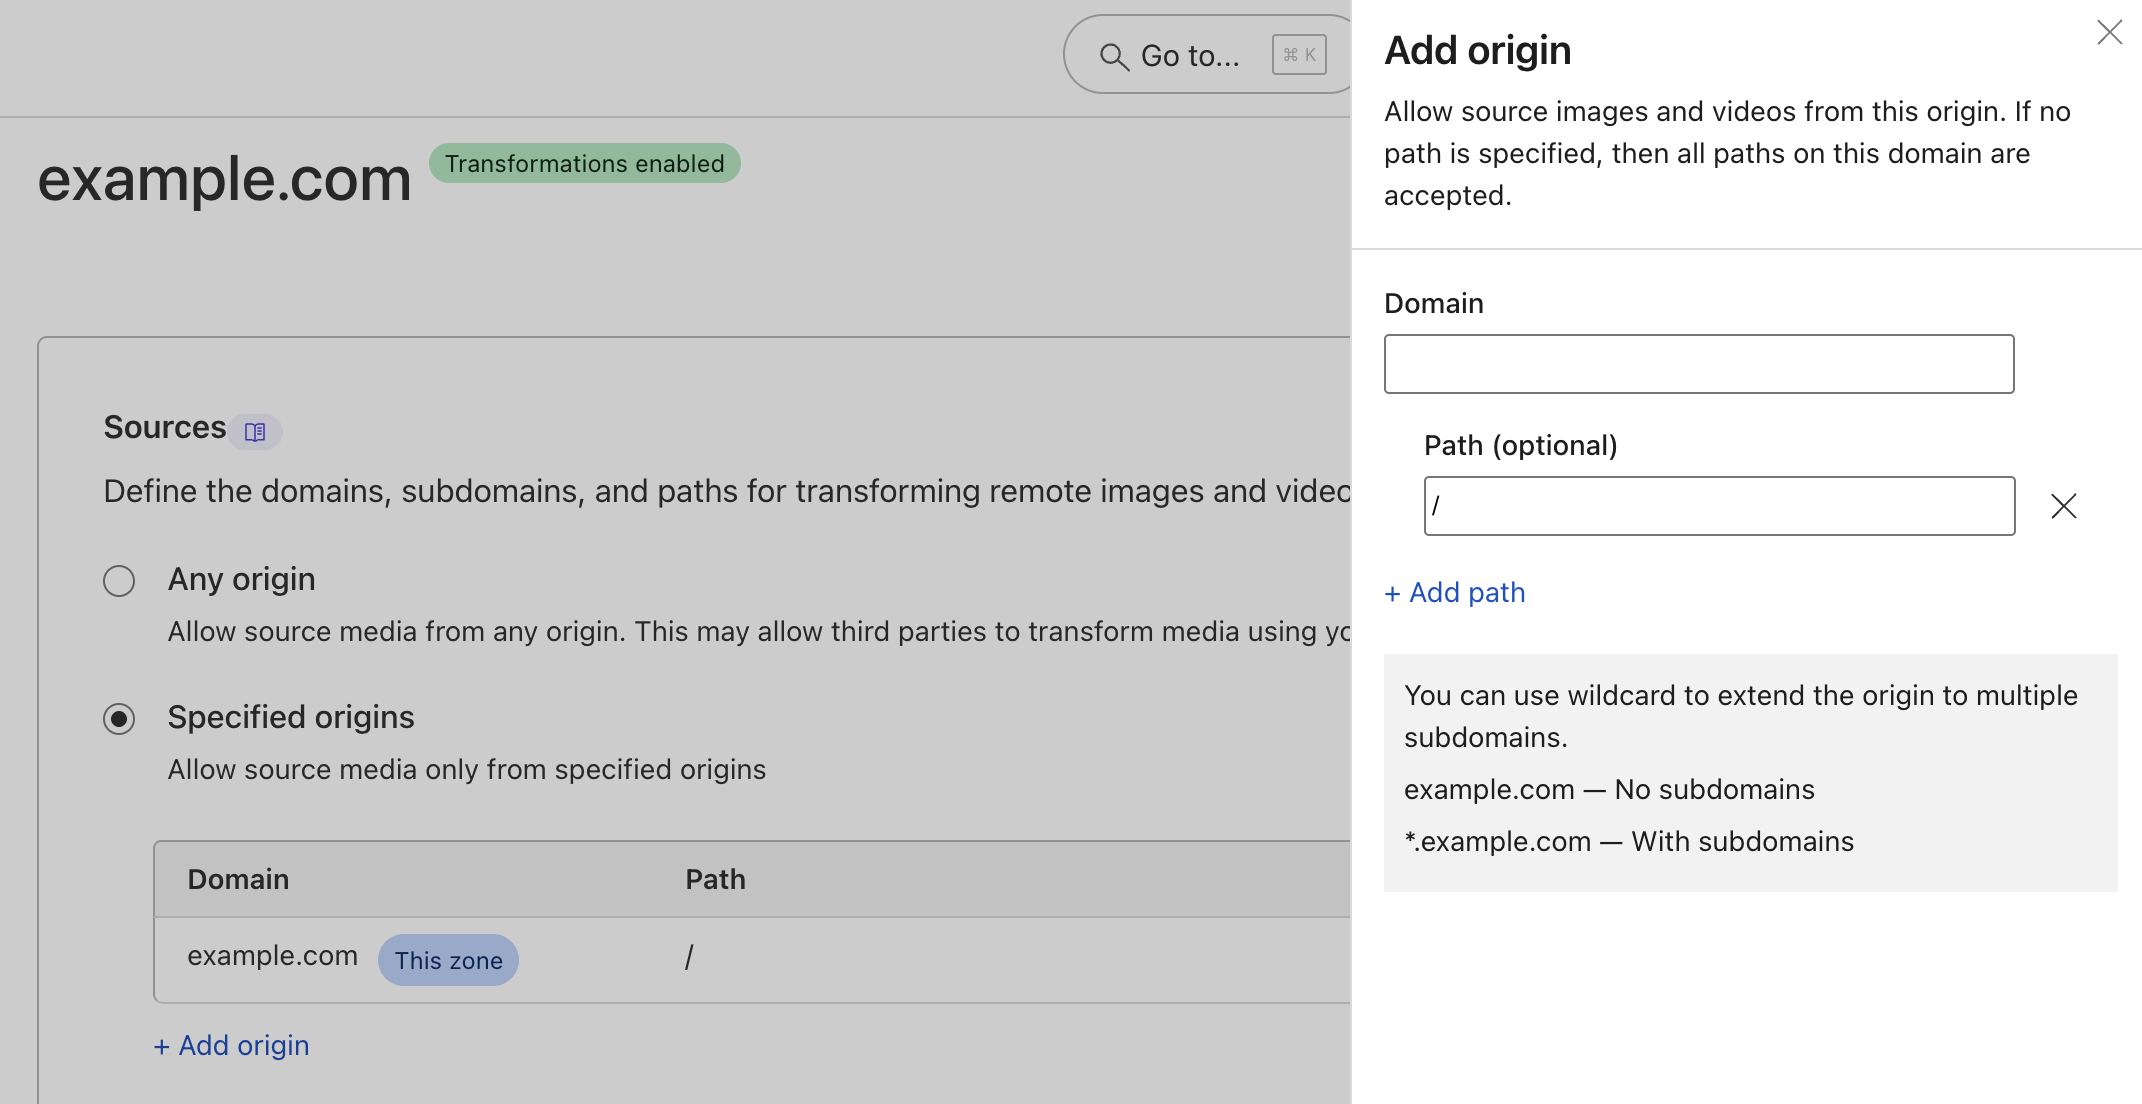 Go to...
⌘ K
example.com
Transformations enabled
Sources
Define the domains, subdomains, and paths for transforming remote images and video
Any origin
Allow source media from any origin. This may allow third parties to transform media using yo
Specified origins
Allow source media only from specified origins
Domain
Path
example.com
This zone
/
+ Add origin
Add origin
Allow source images and videos from this origin. If no
path is specified, then all paths on this domain are
accepted.
Domain
Path (optional)
/
+ Add path
You can use wildcard to extend the origin to multiple
subdomains.
example.com — No subdomains
*.example.com — With subdomains